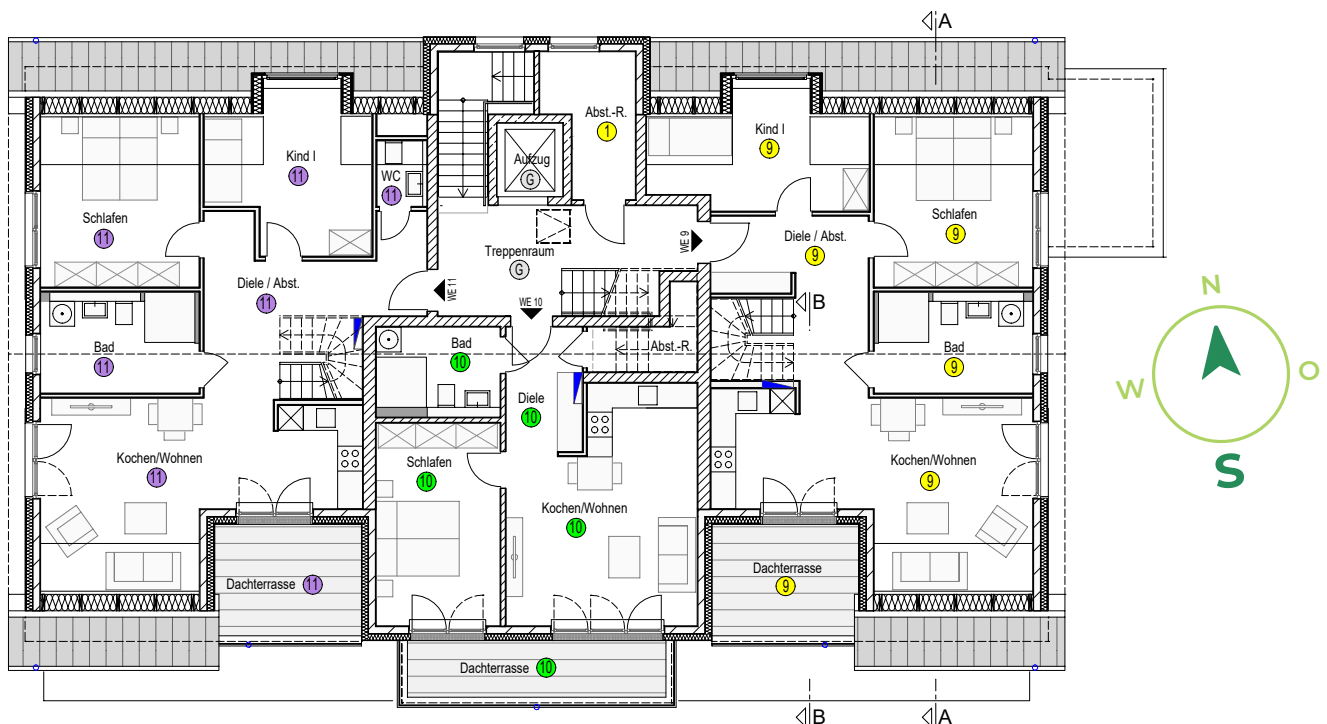 A
Abst.-R.
1
Kind I
11
WC
11
Aufzug
G
Kind I
9
Schlafen
11
Schlafen
9
Treppenraum
G
WE 9
Diele / Abst.
9
Diele / Abst.
11
WE 11
WE 10
B
N
W
O
S
Bad
11
Bad
10
Abst.-R.
Bad
9
Diele
10
Kochen/Wohnen
11
Schlafen
10
Kochen/Wohnen
10
Kochen/Wohnen
9
Dachterrasse 11
Dachterrasse
9
Dachterrasse 10
B
A